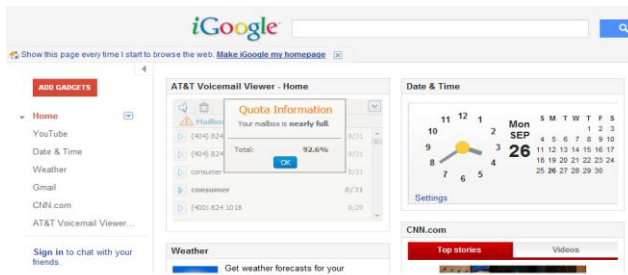 iGoogle
Show this page every time I start to browse the web. Make iGoogle my homepage
ADD GADGETS
Home
YouTube
Date & Time
Weather
Gmail
CNN.com
AT&T Voicemail Viewer...
Sign in to chat with your
friends.
AT&T Voicemail Viewer - Home
Mailbox
(404) 824 8/31
(404) 824 8/31
consumer 8/31
consumer 8/31
(400) 824 1018 8/29
Quota Information
Your mailbox is nearly full.
Total: 92.6%
OK
Weather
Get weather forecasts for your
Date & Time
12 1 2 3 4 5 6 7 8 9 10 11
Mon
SEP
26
S M T W T F S
1 2 3
4 5 6 7 8 9 10
11 12 13 14 15 16 17
18 19 20 21 22 23 24
25 26 27 28 29 30
Settings
CNN.com
Top stories Videos